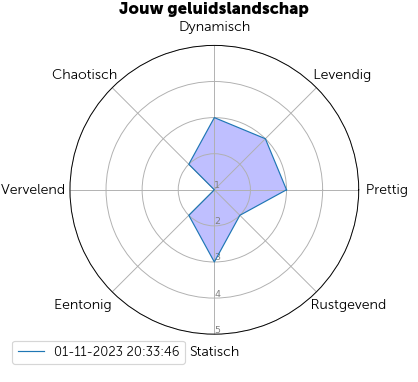 Jouw geluidslandschap
Dynamisch
Chaotisch
Levendig
Vervelend
1
Prettig
2
3
Eentonig
4
Rustgevend
5
01-11-2023 20:33:46
Statisch